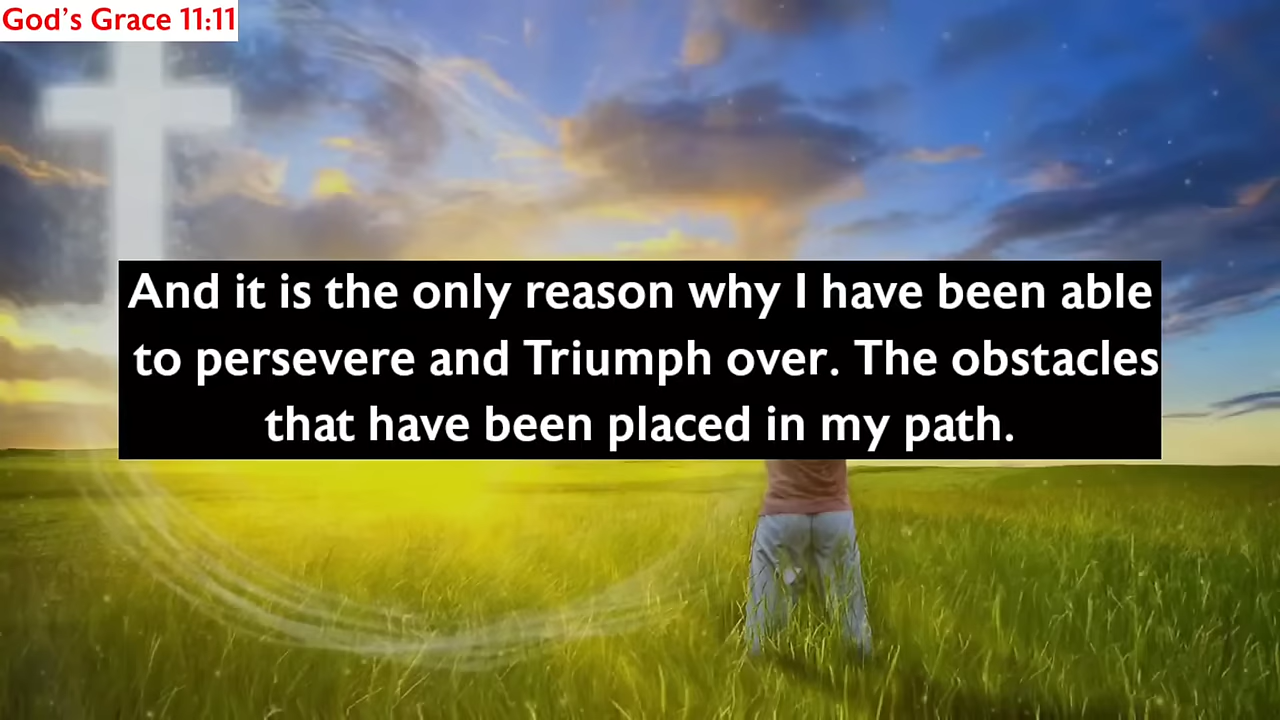 God's Grace 11:11
And it is the only reason why I have been able
to persevere and Triumph over. The obstacles
that have been placed in my path.